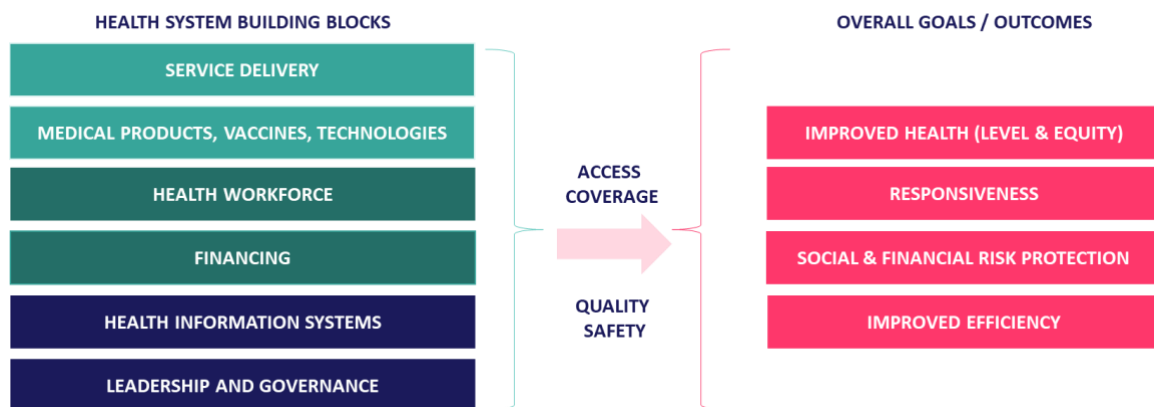 HEALTH SYSTEM BUILDING BLOCKS
SERVICE DELIVERY
MEDICAL PRODUCTS, VACCINES, TECHNOLOGIES
HEALTH WORKFORCE
FINANCING
HEALTH INFORMATION SYSTEMS
LEADERSHIP AND GOVERNANCE
ACCESS
COVERAGE
QUALITY
SAFETY
OVERALL GOALS / OUTCOMES
IMPROVED HEALTH (LEVEL & EQUITY)
RESPONSIVENESS
SOCIAL & FINANCIAL RISK PROTECTION
IMPROVED EFFICIENCY